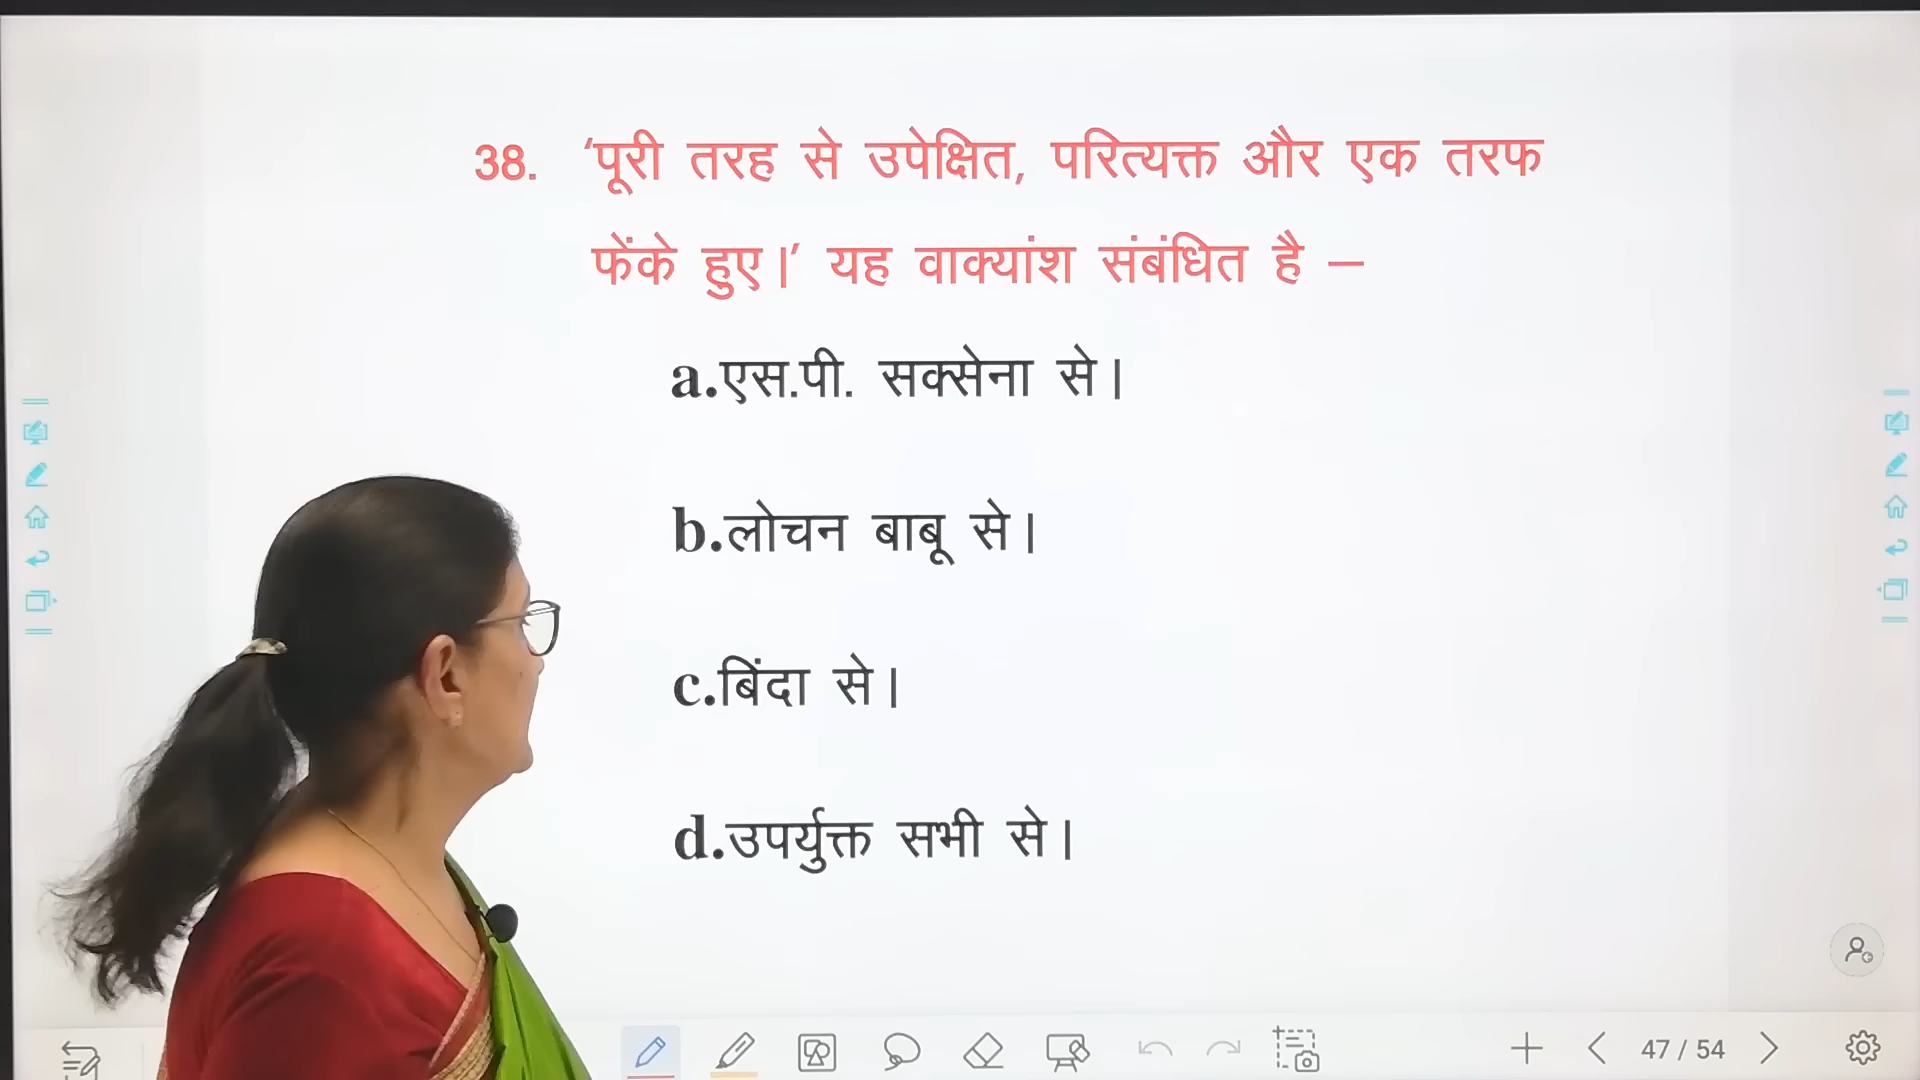 38. ‘पूरी तरह से उपेक्षित, परित्यक्त और एक तरफ
फेंके हुए।’ यह वाक्यांश संबंधित है –
a.एस.पी. सक्सेना से।
b.लोचन बाबू से।
c.बिंदा से।
d.उपर्युक्त सभी से।
47 / 54